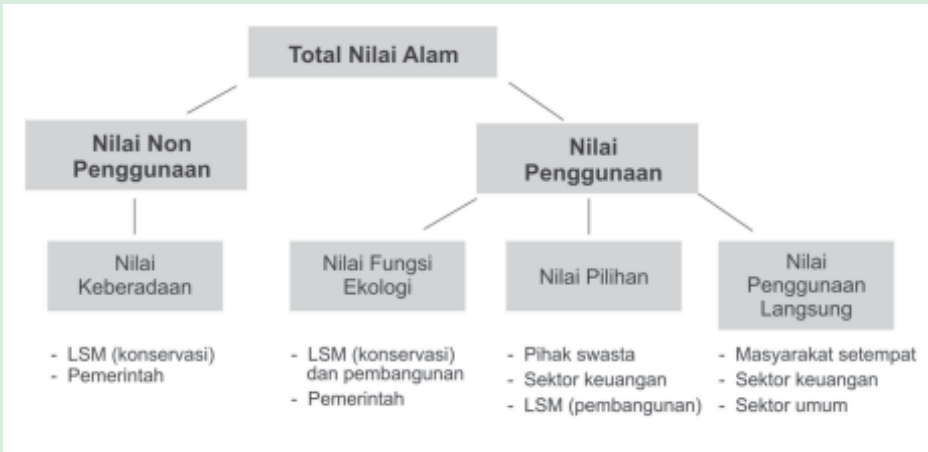 Total Nilai Alam
Nilai Non
Penggunaan
Nilai
Penggunaan
Nilai
Keberadaan
Nilai Fungsi
Ekologi
Nilai Pilihan
Nilai
Penggunaan
Langsung
- LSM (konservasi)
- Pemerintah
- LSM (konservasi)
dan pembangunan
- Pemerintah
- Pihak swasta
- Sektor keuangan
- LSM (pembangunan)
- Masyarakat setempat
- Sektor keuangan
- Sektor umum